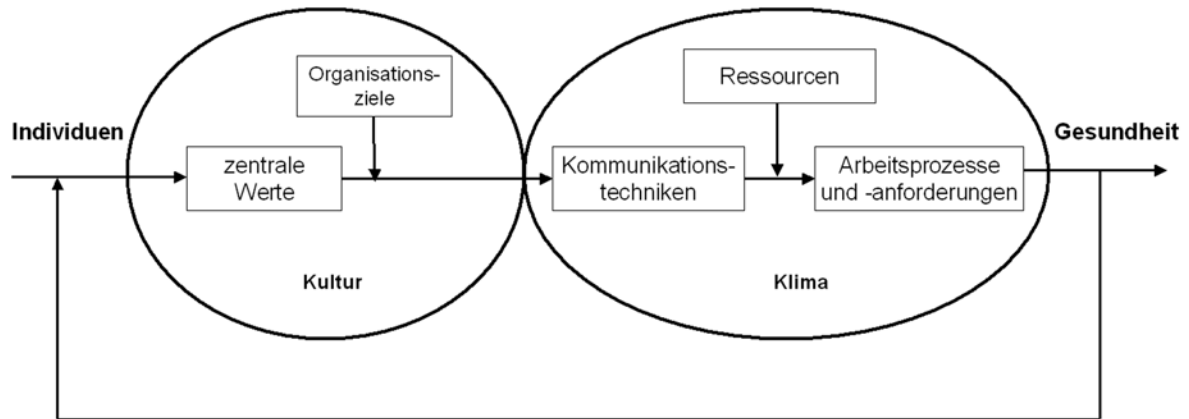 Organisations-
ziele
Ressourcen
Individuen
Gesundheit
zentrale
Werte
Kommunikations-
techniken
Arbeitsprozesse
und -anforderungen
Kultur
Klima